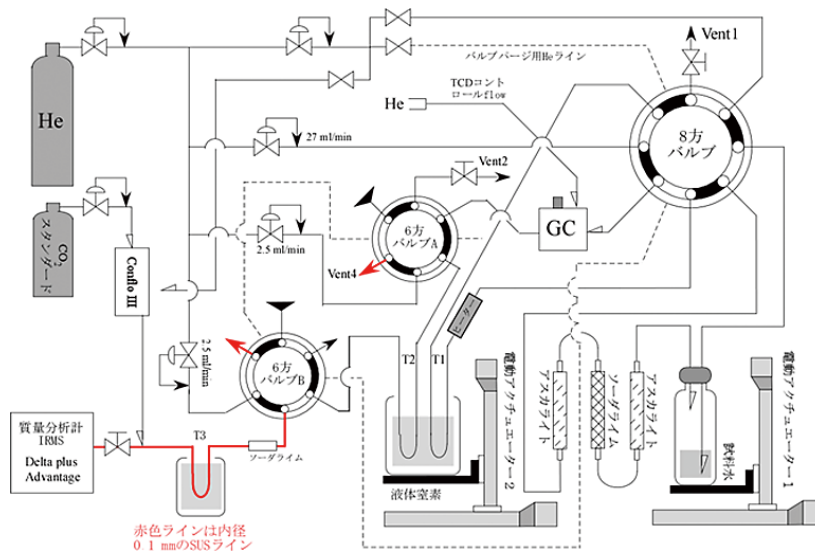 Vent1
バルブパージ用Heライン
TCDコント
ロールflow
He
He
27 ml/min
8方
バルブ
Vent2
6方
バルブA
GC
2.5 ml/min
CO2
スタンダード
Conflo III
Vent4
ヒーター
2.5 ml/min
6方
バルブB
T2
T1
電動アクチュエーター2
アスカライト
ソーダライム
アスカライト
電動アクチュエーター1
試料水
質量分析計
IRMS
Delta plus
Advantage
T3
ソーダライム
液体窒素
赤色ラインは内径
0.1 mmのSUSライン